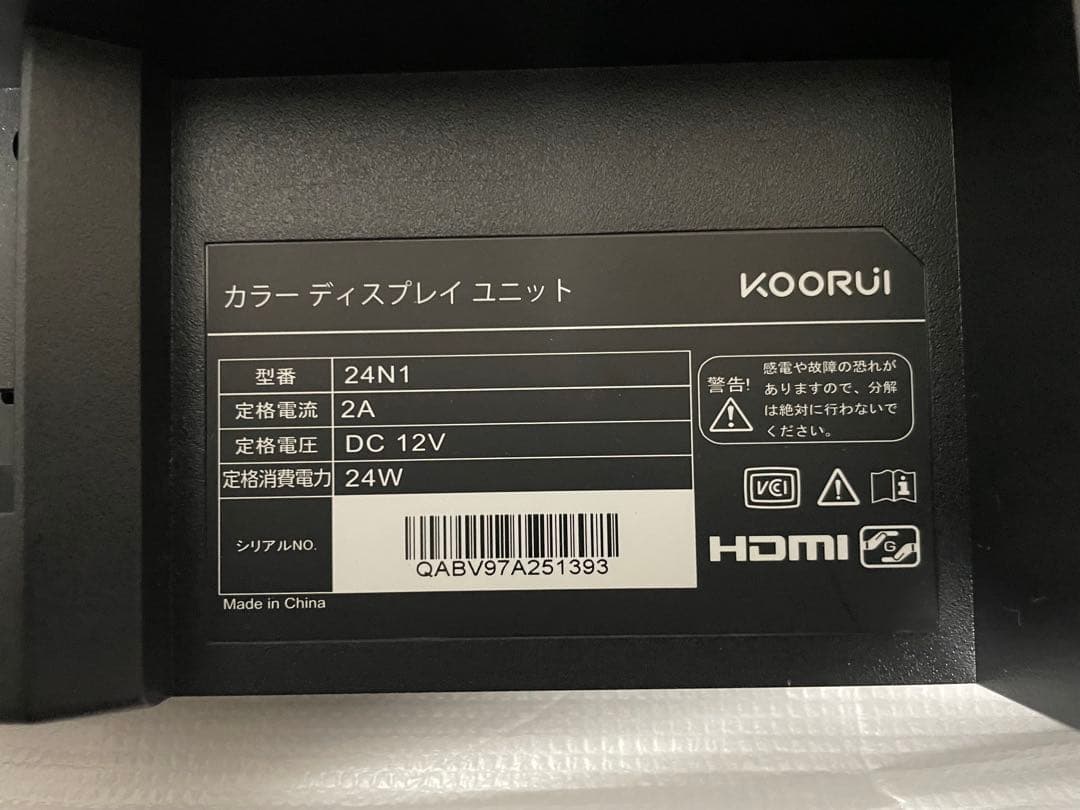 カラー ディスプレイ ユニット
KOORUI
型番 24N1
定格電流 2A
定格電圧 DC 12V
定格消費電力 24W
シリアルNO.
QABV97A251393
Made in China
警告!
感電や故障の恐れが
ありますので、分解
は絶対に行わないで
ください。
VCI
HDMI
G